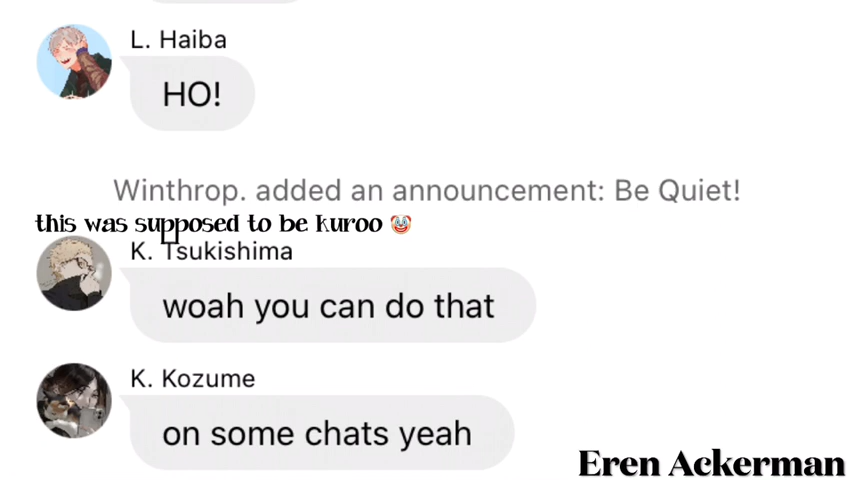 L. Haiba
HO!
Winthrop. added an announcement: Be Quiet!
this was supposed to be kuroo 🤡
K. Tsukishima
woah you can do that
K. Kozume
on some chats yeah
Eren Ackerman